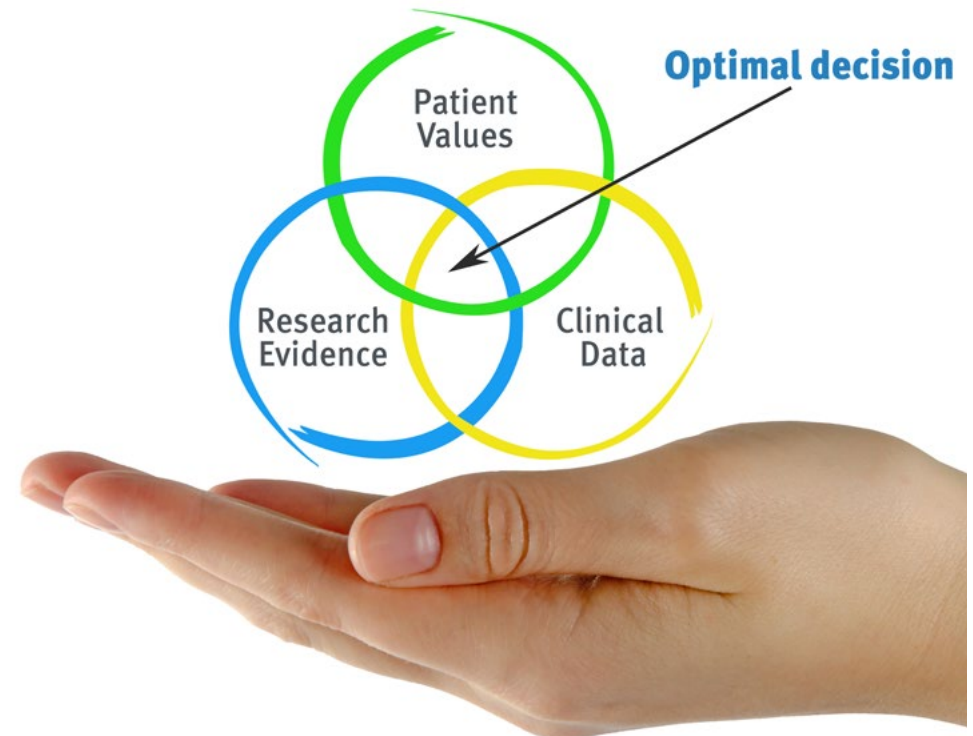 Optimal decision
Patient
Values
Research
Evidence
Clinical
Data